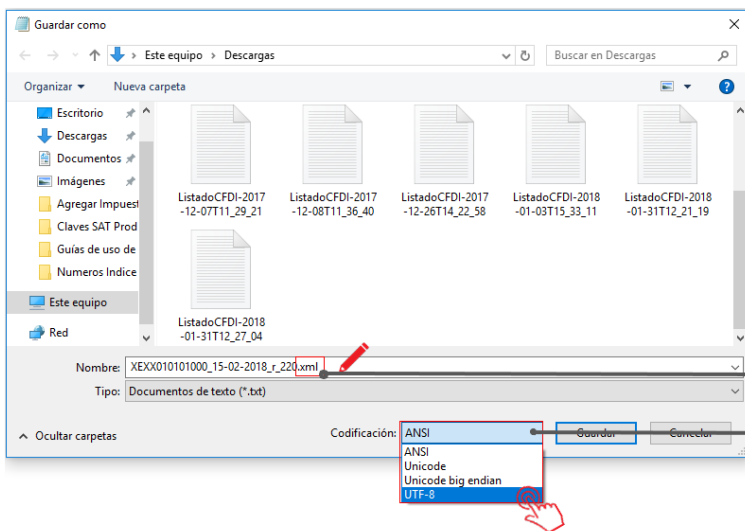 Guardar como
Este equipo > Descargas
Buscar en Descargas
Organizar
Nueva carpeta
Escritorio
Descargas
Documentos
Imágenes
Agregar Impuest
Claves SAT Prod
Guías de uso de
Numeros Indice
Este equipo
Red
ListadoCFDI-2017
-12-07T11_29_21
ListadoCFDI-2017
-12-08T11_36_40
ListadoCFDI-2017
-12-26T14_22_58
ListadoCFDI-2018
-01-03T15_33_11
ListadoCFDI-2018
-01-31T12_21_19
ListadoCFDI-2018
-01-31T12_27_04
Nombre: XEXX010101000_15-02-2018_r_220.xml
Tipo: Documentos de texto (*.txt)
Ocultar carpetas
Codificación: ANSI
Guardar
Cancelar
ANSI
Unicode
Unicode big endian
UTF-8